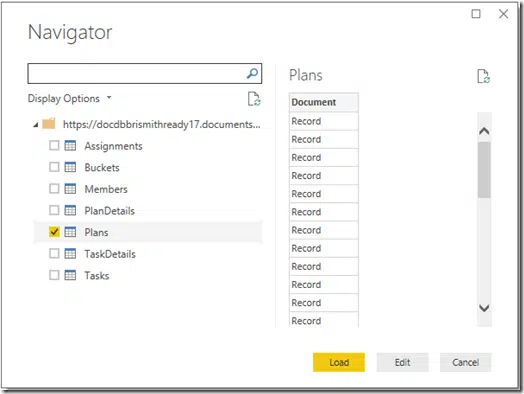 Navigator
Display Options
https://docdbbrismithready17.documents...
Assignments
Buckets
Members
PlanDetails
Plans
TaskDetails
Tasks
Plans
Document
Record
Record
Record
Record
Record
Record
Record
Record
Record
Record
Record
Record
Load
Edit
Cancel